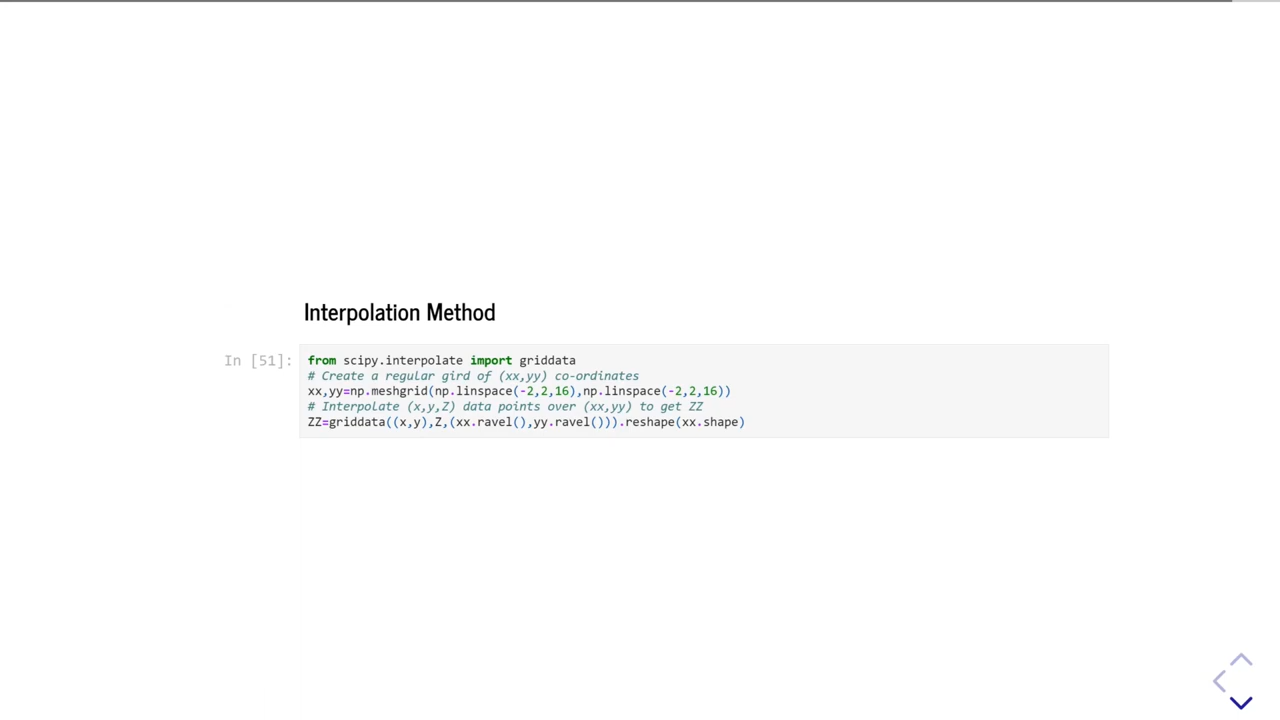 Interpolation Method
In [51]:
from scipy.interpolate import griddata
# Create a regular gird of (xx,yy) co-ordinates
xx,yy=np.meshgrid(np.linspace(-2,2,16),np.linspace(-2,2,16))
# Interpolate (x,y,Z) data points over (xx,yy) to get ZZ
ZZ=griddata((x,y),Z,(xx.ravel(),yy.ravel())).reshape(xx.shape)